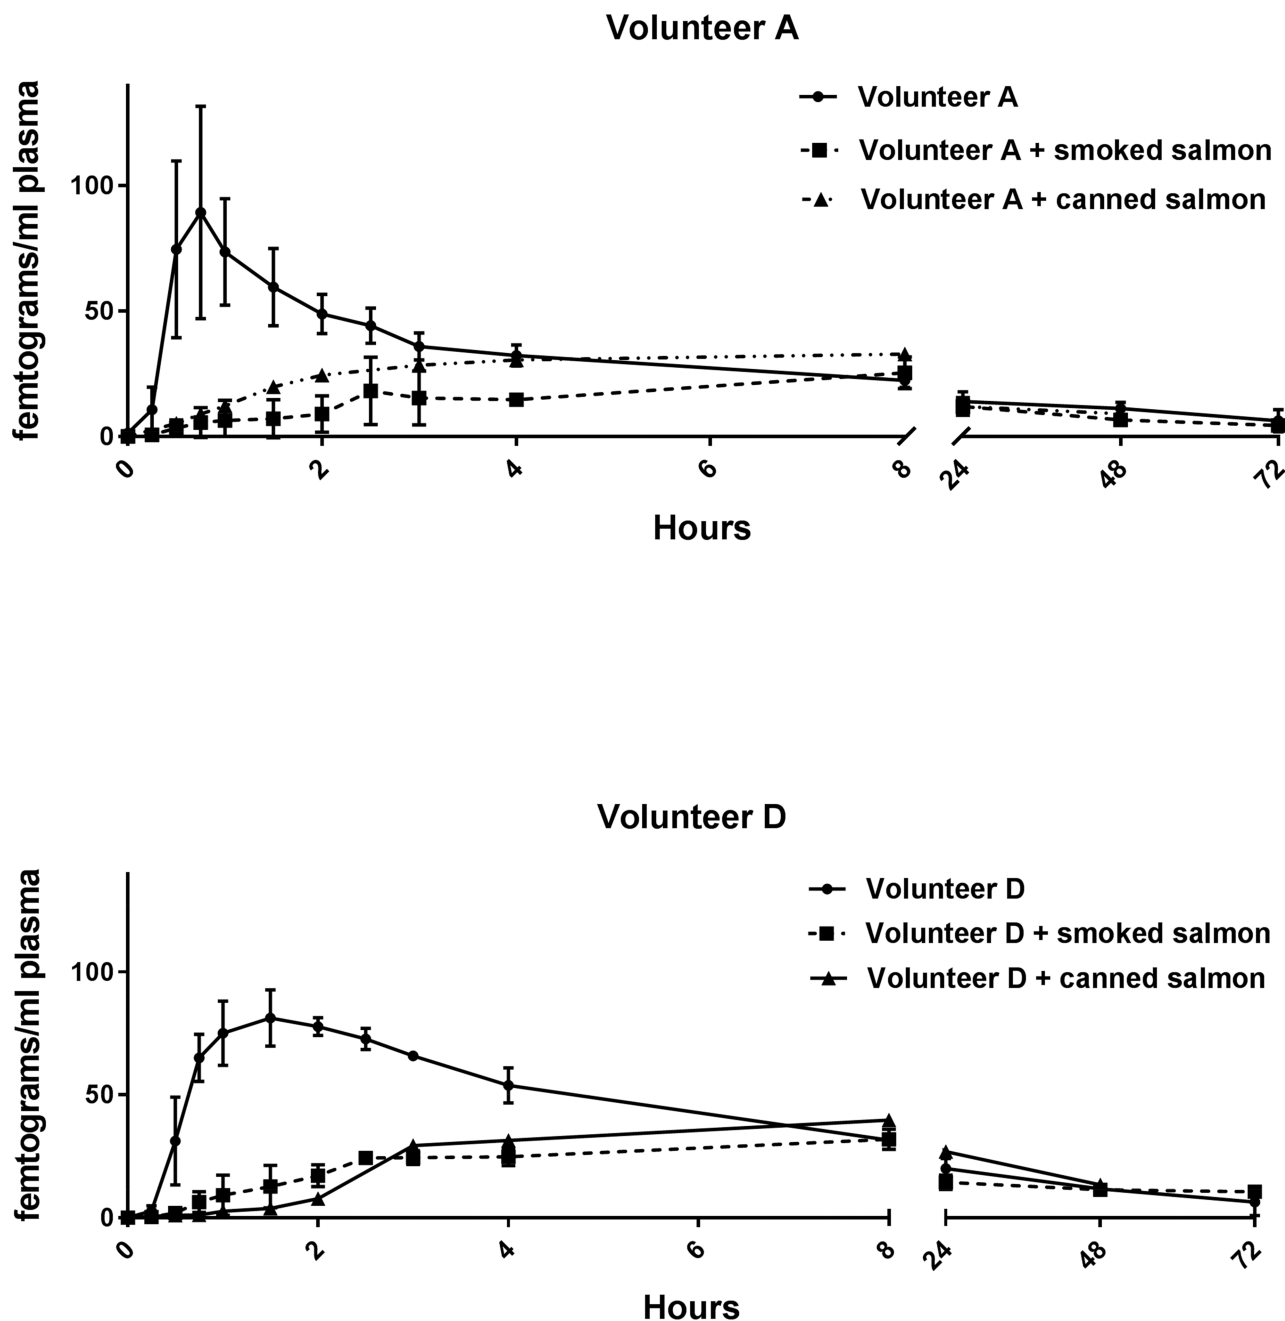 Volunteer A
femtograms/ml plasma
Volunteer A
Volunteer A + smoked salmon
Volunteer A + canned salmon
100
50
0
0 2 4 6 8 24 48 72
Hours
Volunteer D
femtograms/ml plasma
Volunteer D
Volunteer D + smoked salmon
Volunteer D + canned salmon
100
50
0
0 2 4 6 8 24 48 72
Hours